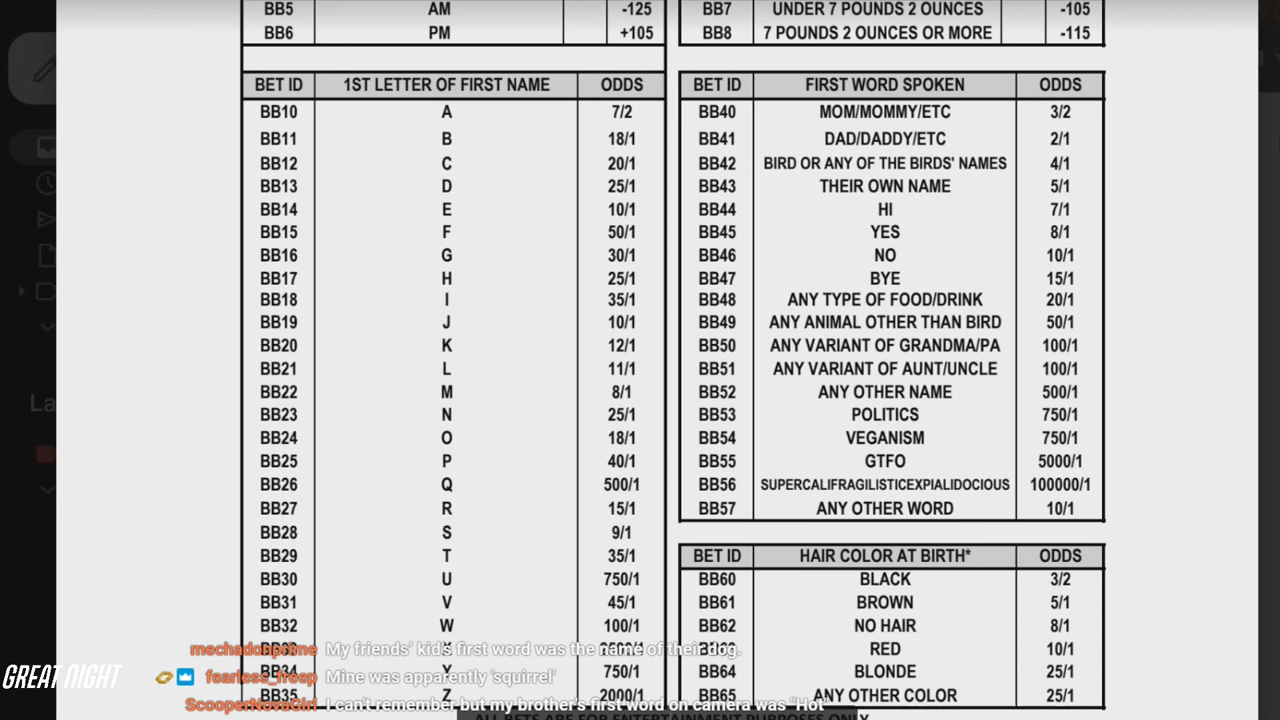 BB5 AM -125
BB6 PM +105
BET ID 1ST LETTER OF FIRST NAME ODDS
BB10 A 7/2
BB11 B 18/1
BB12 C 20/1
BB13 D 25/1
BB14 E 10/1
BB15 F 50/1
BB16 G 30/1
BB17 H 25/1
BB18 I 35/1
BB19 J 10/1
BB20 K 12/1
BB21 L 11/1
BB22 M 8/1
BB23 N 25/1
BB24 O 18/1
BB25 P 40/1
BB26 Q 500/1
BB27 R 15/1
BB28 S 9/1
BB29 T 35/1
BB30 U 750/1
BB31 V 45/1
BB32 W 100/1
BB34 Y 750/1
BB35 Z 2000/1
BB7 UNDER 7 POUNDS 2 OUNCES -105
BB8 7 POUNDS 2 OUNCES OR MORE -115
BET ID FIRST WORD SPOKEN ODDS
BB40 MOM/MOMMY/ETC 3/2
BB41 DAD/DADDY/ETC 2/1
BB42 BIRD OR ANY OF THE BIRDS' NAMES 4/1
BB43 THEIR OWN NAME 5/1
BB44 HI 7/1
BB45 YES 8/1
BB46 NO 10/1
BB47 BYE 15/1
BB48 ANY TYPE OF FOOD/DRINK 20/1
BB49 ANY ANIMAL OTHER THAN BIRD 50/1
BB50 ANY VARIANT OF GRANDMA/PA 100/1
BB51 ANY VARIANT OF AUNT/UNCLE 100/1
BB52 ANY OTHER NAME 500/1
BB53 POLITICS 750/1
BB54 VEGANISM 750/1
BB55 GTFO 5000/1
BB56 SUPERCALIFRAGILISTICEXPIALIDOCIOUS 100000/1
BB57 ANY OTHER WORD 10/1
BET ID HAIR COLOR AT BIRTH* ODDS
BB60 BLACK 3/2
BB61 BROWN 5/1
BB62 NO HAIR 8/1
RED 10/1
BB64 BLONDE 25/1
BB65 ANY OTHER COLOR 25/1
ALL BETS ARE FOR ENTERTAINMENT PURPOSES ONLY
La
GREAT NIGHT
mechadonprime My friends' kid's first word was the name of their dog.
fearless_freep Mine was apparently 'squirrel'
ScooperNovaGirl I can't remember but my brother's first word on camera was "Hot"